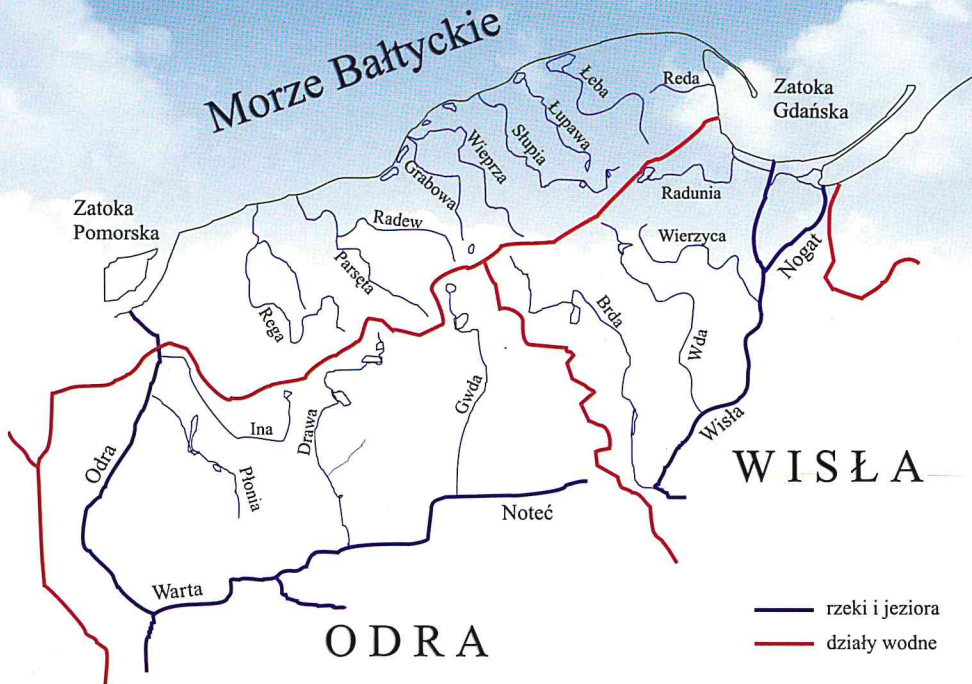 Morze Bałtyckie
Zatoka
Gdańska
Zatoka
Pomorska
Reda
Łeba
Łupawa
Słupia
Wieprza
Grabowa
Radew
Parsęta
Rega
Radunia
Wierzyca
Nogat
Brda
Wda
Wisła
WISŁA
Gwda
Drawa
Ina
Płonia
Odra
Noteć
Warta
ODRA
rzeki i jeziora
działy wodne